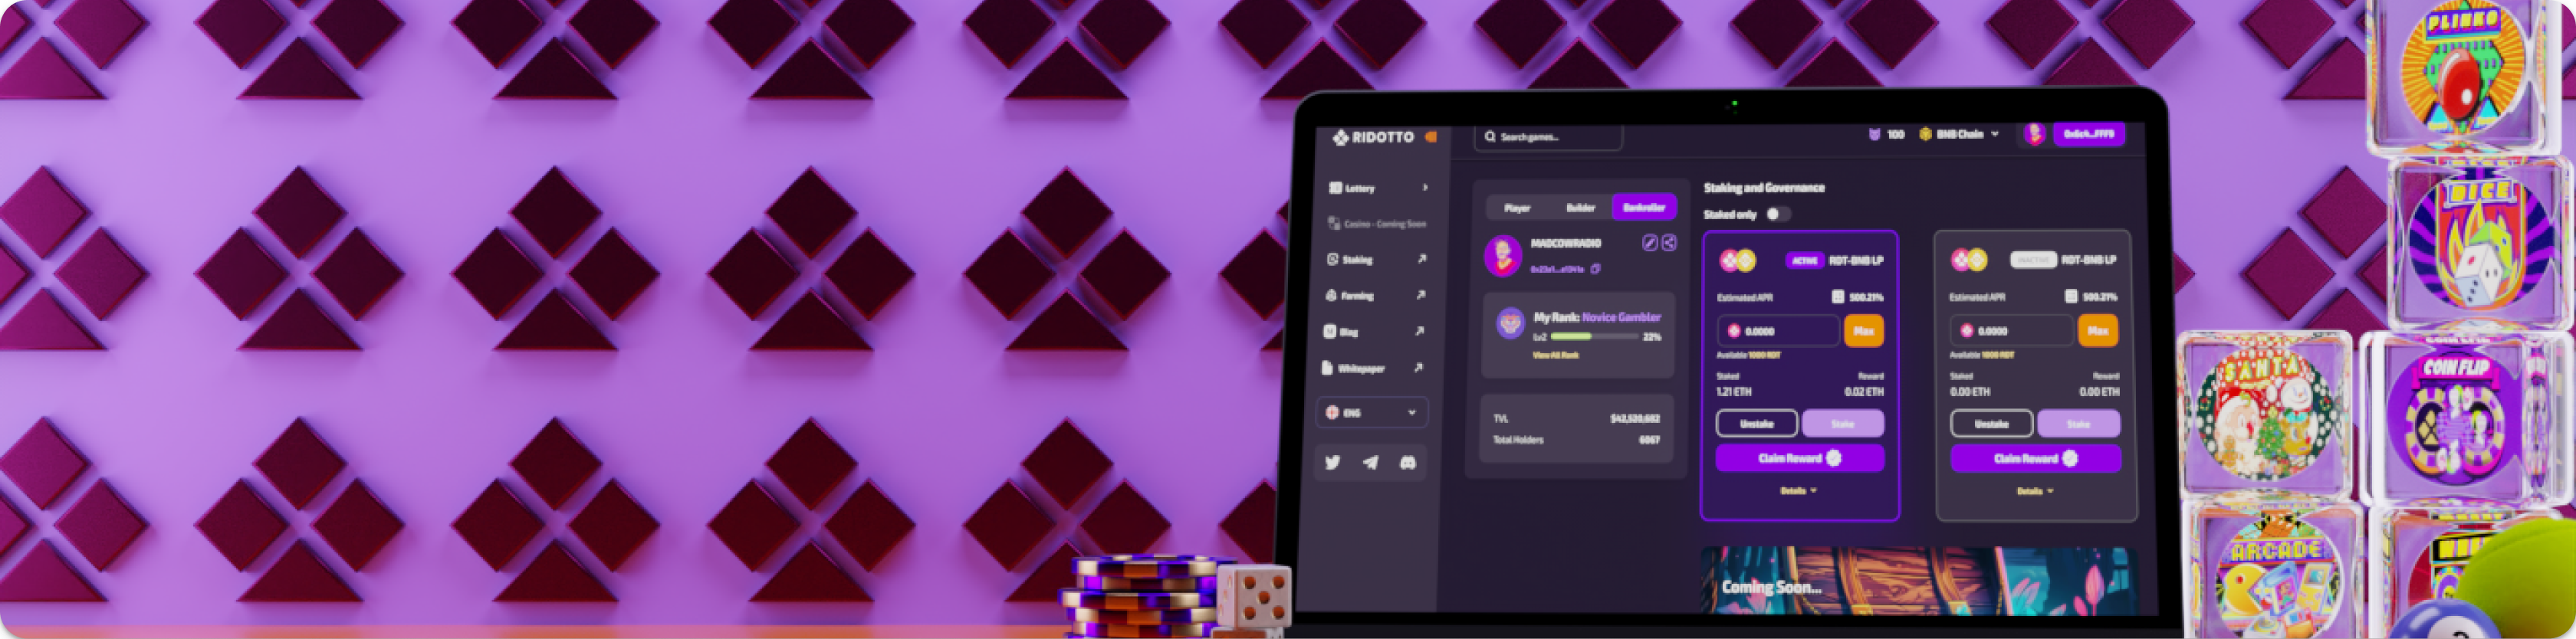 RIDOTTO
Search games...
100
BNB Chain
0x6c4...FFF9
Lottery
Casino - Coming Soon
Staking
Farming
Blog
Whitepaper
ENG
Player
Builder
Bankroller
MADCOWRADIO
My Rank: Novice Gambler
Lv2
22%
View All Rank
TVL
Total Holders
6067
Staking and Governance
Staked only
ACTIVE RDT-BNB LP
Estimated APR
500.21%
0.0000
Max
Available 1000 RDT
Staked
Reward
1.21 ETH
0.02 ETH
Unstake
Stake
Claim Reward
Details
INACTIVE RDT-BNB LP
Estimated APR
500.21%
0.0000
Max
Available 1000 RDT
Staked
Reward
0.00 ETH
0.00 ETH
Unstake
Stake
Claim Reward
Details
Coming Soon...
PLINKO
DICE
SANTA
COIN FLIP
ARCADE